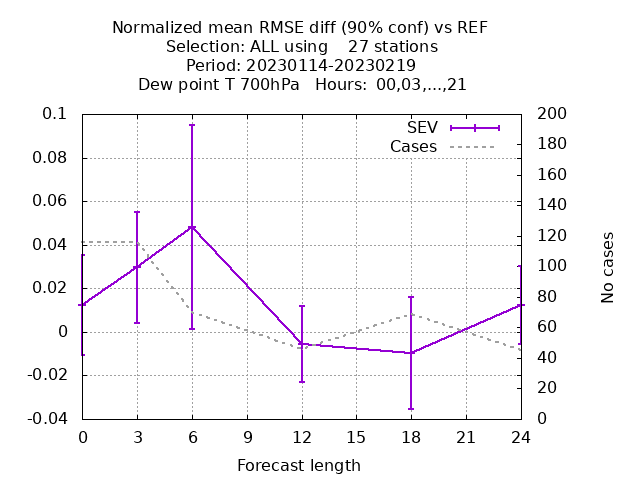 Normalized mean RMSE diff (90% conf) vs REF
Selection: ALL using    27 stations
Period: 20230114-20230219
Dew point T 700hPa   Hours:  00,03,...,21
SEV
Cases
0.1
0.08
0.06
0.04
0.02
0
-0.02
-0.04
200
180
160
140
120
100
80
60
40
20
0
No cases
0 3 6 9 12 15 18 21 24
Forecast length